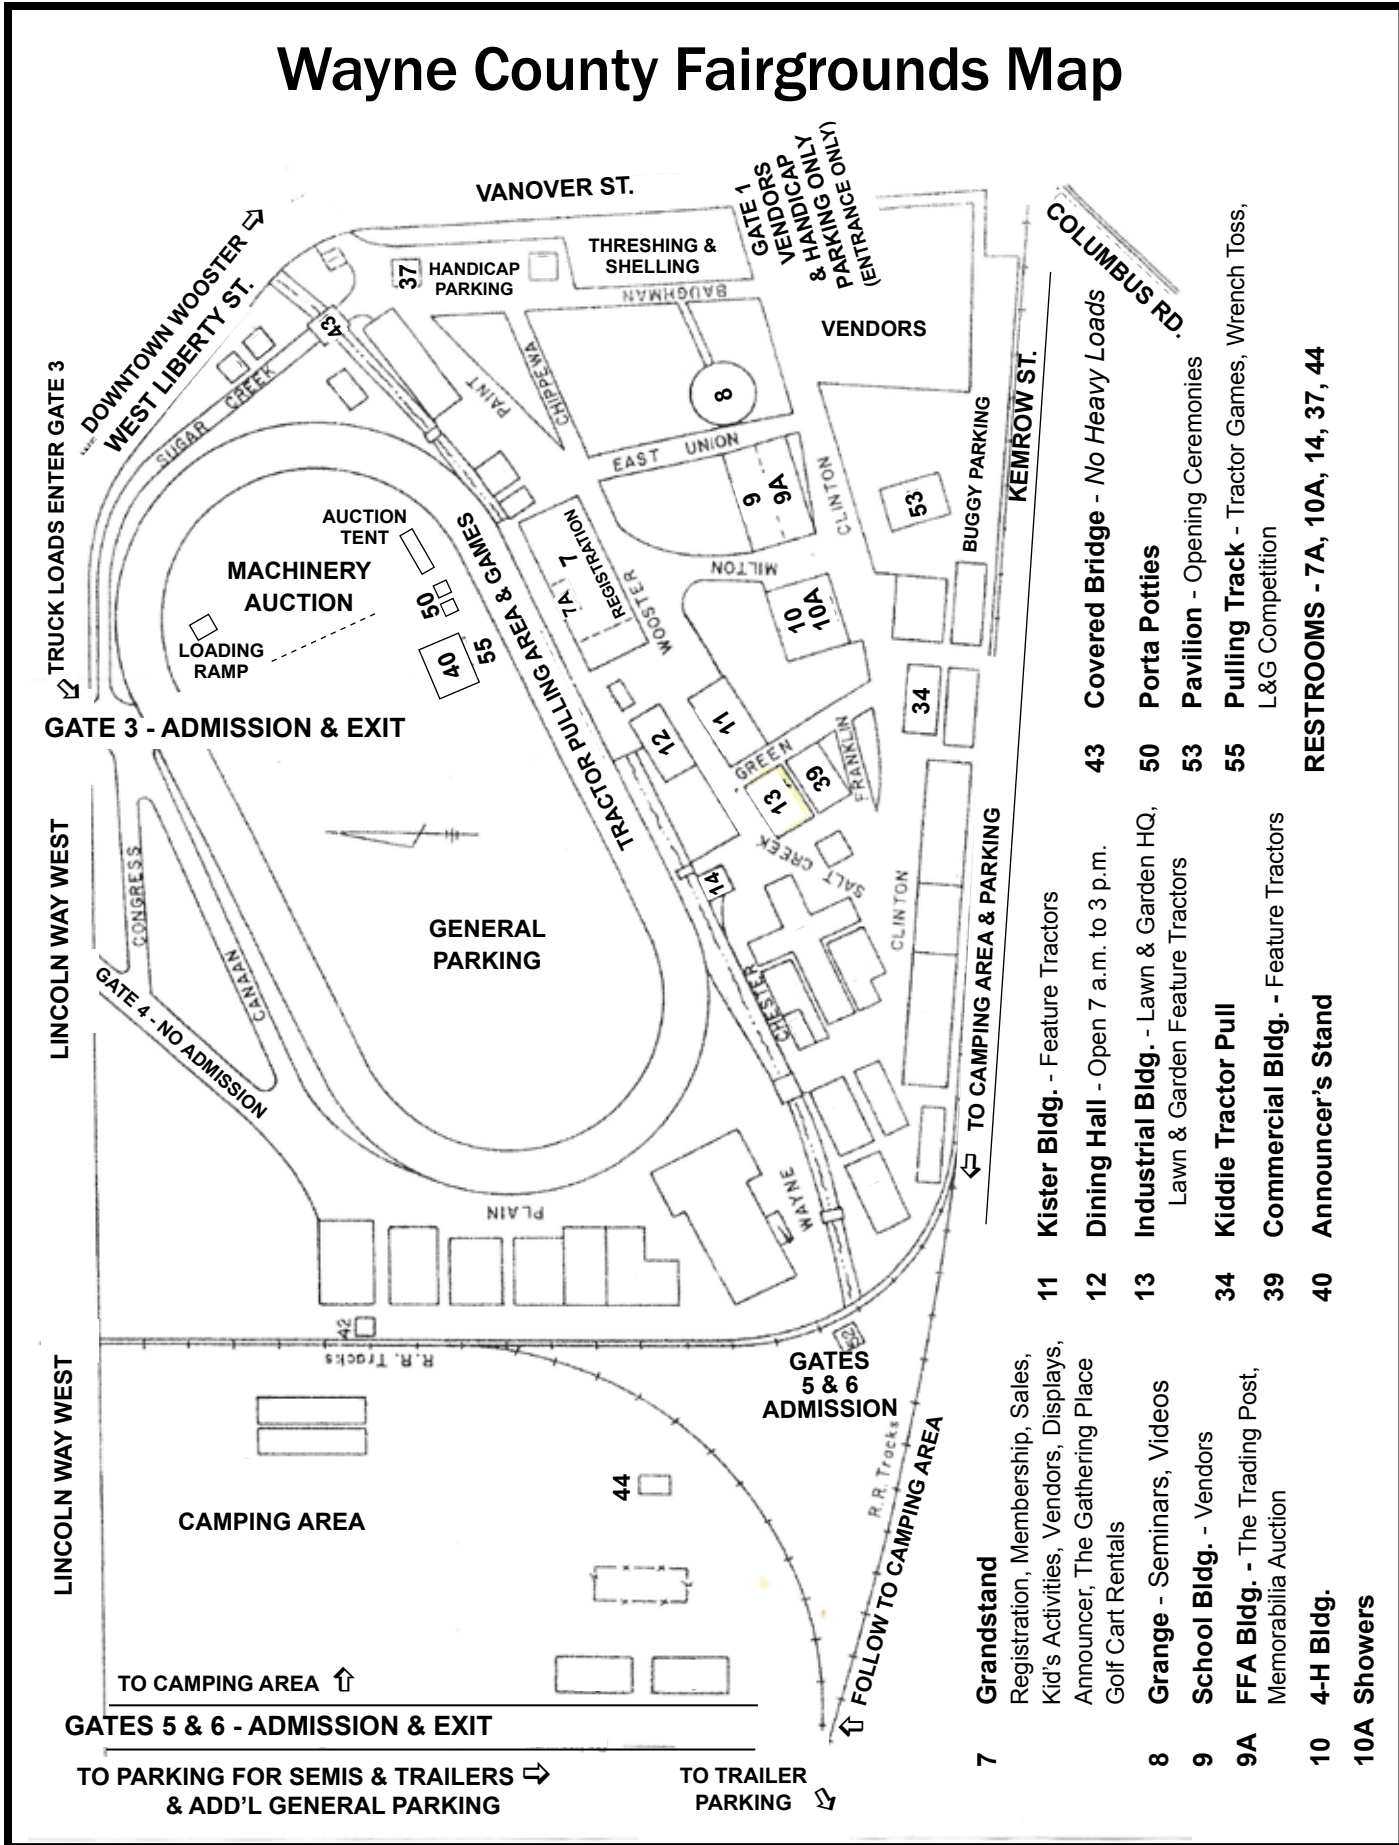 Wayne County Fairgrounds Map
VANOVER ST.
GATE 1
VENDORS
& HANDICAP
PARKING ONLY
(ENTRANCE ONLY)
DOWNTOWN WOOSTER
WEST LIBERTY ST.
THRESHING &
SHELLING
37
HANDICAP
PARKING
BAUGHMAN
COLUMBUS RD.
VENDORS
43
SUGAR CREEK
PAINT
CHIPPEWA
8
KEMROW ST.
TRUCK LOADS ENTER GATE 3
EAST UNION
9
9A
CLINTON
53
BUGGY PARKING
AUCTION
TENT
MACHINERY
AUCTION
50
LOADING
RAMP
40
55
TRACTOR PULLING AREA & GAMES
7
7A
REGISTRATION
WOOSTER
MILTON
10
10A
34
GATE 3 - ADMISSION & EXIT
12
11
GREEN
13
39
FRANKLIN
SALT CREEK
14
LINCOLN WAY WEST
CONGRESS
CANAAN
GATE 4 - NO ADMISSION
GENERAL
PARKING
CLINTON
CHESTER
TO CAMPING AREA & PARKING
PLAIN
WAYNE
42
R.R. Tracks
52
GATES
5 & 6
ADMISSION
LINCOLN WAY WEST
CAMPING AREA
44
R.R. Tracks
FOLLOW TO CAMPING AREA
TO CAMPING AREA
GATES 5 & 6 - ADMISSION & EXIT
TO PARKING FOR SEMIS & TRAILERS
& ADD'L GENERAL PARKING
TO TRAILER
PARKING
7 Grandstand
Registration, Membership, Sales,
Kid's Activities, Vendors, Displays,
Announcer, The Gathering Place
Golf Cart Rentals
8 Grange - Seminars, Videos
9 School Bldg. - Vendors
9A FFA Bldg. - The Trading Post,
Memorabilia Auction
10 4-H Bldg.
10A Showers
11 Kister Bldg. - Feature Tractors
12 Dining Hall - Open 7 a.m. to 3 p.m.
13 Industrial Bldg. - Lawn & Garden HQ,
Lawn & Garden Feature Tractors
34 Kiddie Tractor Pull
39 Commercial Bldg. - Feature Tractors
40 Announcer's Stand
43 Covered Bridge - No Heavy Loads
50 Porta Potties
53 Pavilion - Opening Ceremonies
55 Pulling Track - Tractor Games, Wrench Toss,
L&G Competition
RESTROOMS - 7A, 10A, 14, 37, 44